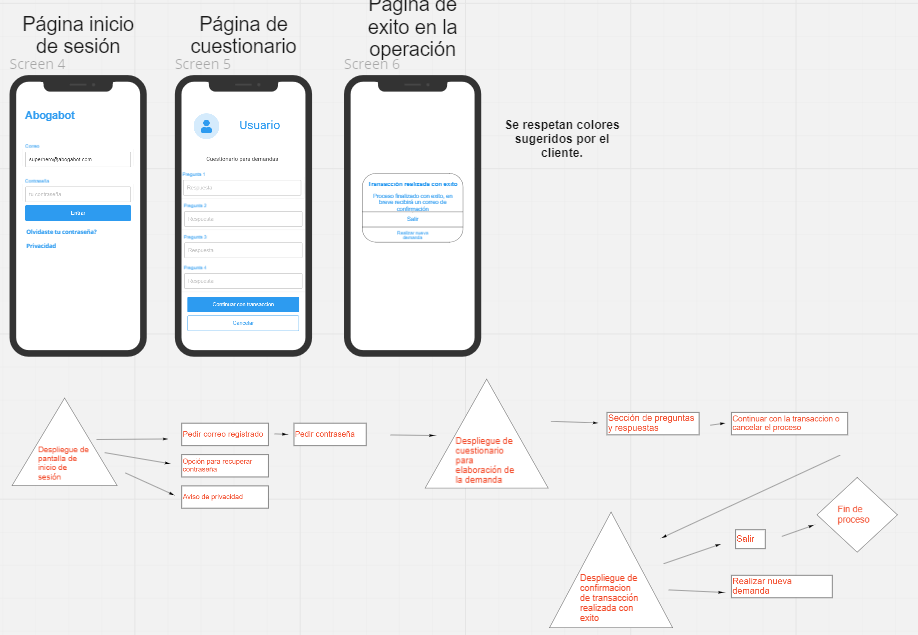 Página inicio
de sesión
Página de
cuestionario
Página de
exito en la
operación
Screen 4
Screen 5
Screen 6
Abogabot
Correo
superhero@abogabot.com
Contraseña
tu contraseña
Entrar
Olvidaste tu contraseña?
Privacidad
Usuario
Cuestionario para demandas
Pregunta 1
Respuesta
Pregunta 2
Respuesta
Pregunta 3
Respuesta
Pregunta 4
Respuesta
Continuar con transaccion
Cancelar
Transacción realizada con exito
Proceso finalizado con exito, en
breve recibirá un correo de
confirmación
Salir
Realizar nueva
demanda
Se respetan colores
sugeridos por el
cliente.
Despliegue de
pantalla de
inicio de
sesión
Pedir correo registrado
Pedir contraseña
Opción para recuperar
contraseña
Aviso de privacidad
Despliegue de
cuestionario
para
elaboración de
la demanda
Sección de preguntas
y respuestas
Continuar con la transaccion o
cancelar el proceso
Despliegue de
confirmacion
de transacción
realizada con
exito
Salir
Fin de
proceso
Realizar nueva
demanda